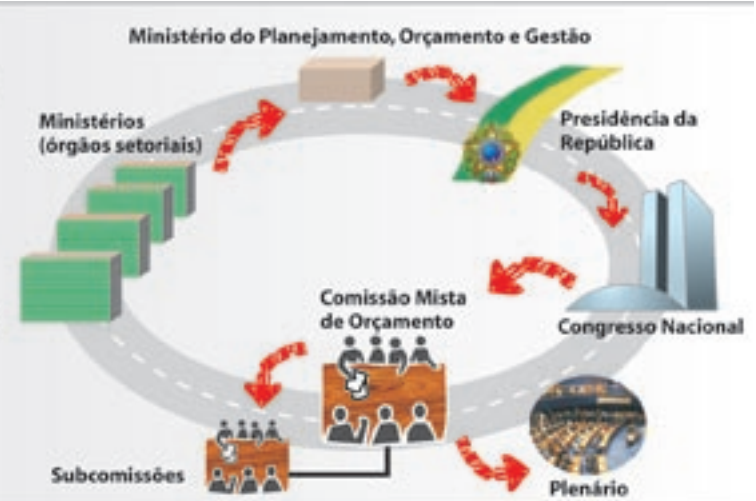 Ministério do Planejamento, Orçamento e Gestão
Ministérios
(órgãos setoriais)
Presidência da
República
Congresso Nacional
Comissão Mista
de Orçamento
Subcomissões
Plenário